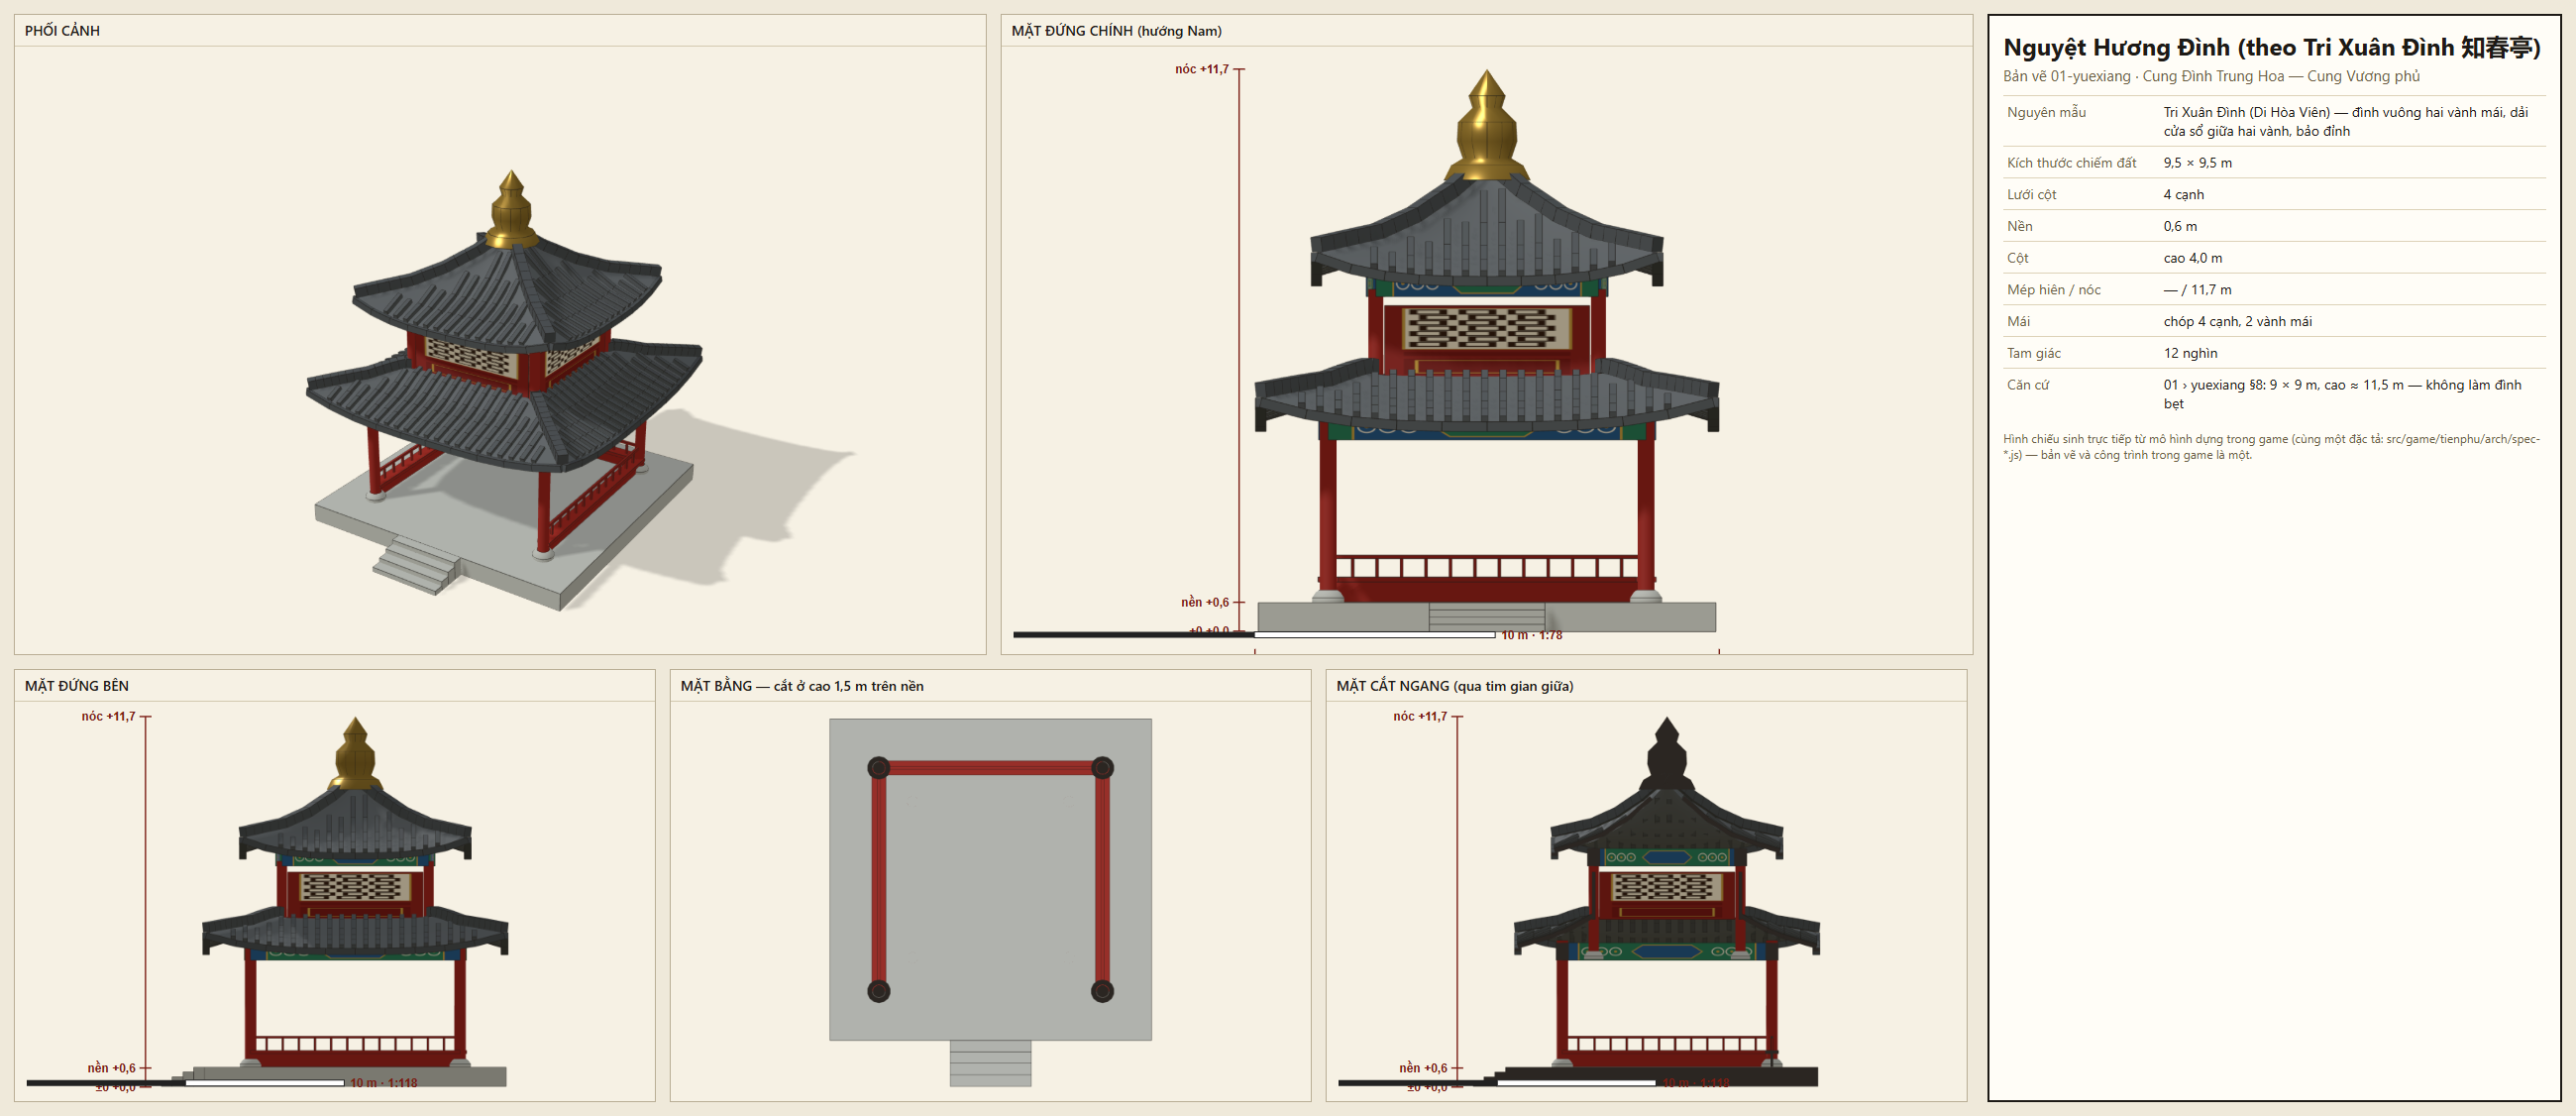 PHỐI CẢNH
MẶT ĐỨNG CHÍNH (hướng Nam)
nóc +11,7
nền +0,6
±0 +0,0
10 m · 1:78
MẶT ĐỨNG BÊN
nóc +11,7
nền +0,6
±0 +0,0
10 m · 1:118
MẶT BẰNG — cắt ở cao 1,5 m trên nền
MẶT CẮT NGANG (qua tim gian giữa)
nóc +11,7
nền +0,6
±0 +0,0
10 m · 1:118
Nguyệt Hương Đình (theo Tri Xuân Đình 知春亭)
Bản vẽ 01-yuexiang · Cung Đình Trung Hoa — Cung Vương phủ
Nguyên mẫu Tri Xuân Đình (Di Hòa Viên) — đình vuông hai vành mái, dải
cửa sổ giữa hai vành, bảo đỉnh
Kích thước chiếm đất 9,5 × 9,5 m
Lưới cột 4 cạnh
Nền 0,6 m
Cột cao 4,0 m
Mép hiên / nóc — / 11,7 m
Mái chóp 4 cạnh, 2 vành mái
Tam giác 12 nghìn
Căn cứ 01 › yuexiang §8: 9 × 9 m, cao ≈ 11,5 m — không làm đình
bẹt
Hình chiếu sinh trực tiếp từ mô hình dựng trong game (cùng một đặc tả: src/game/tienphu/arch/spec-
*.js) — bản vẽ và công trình trong game là một.